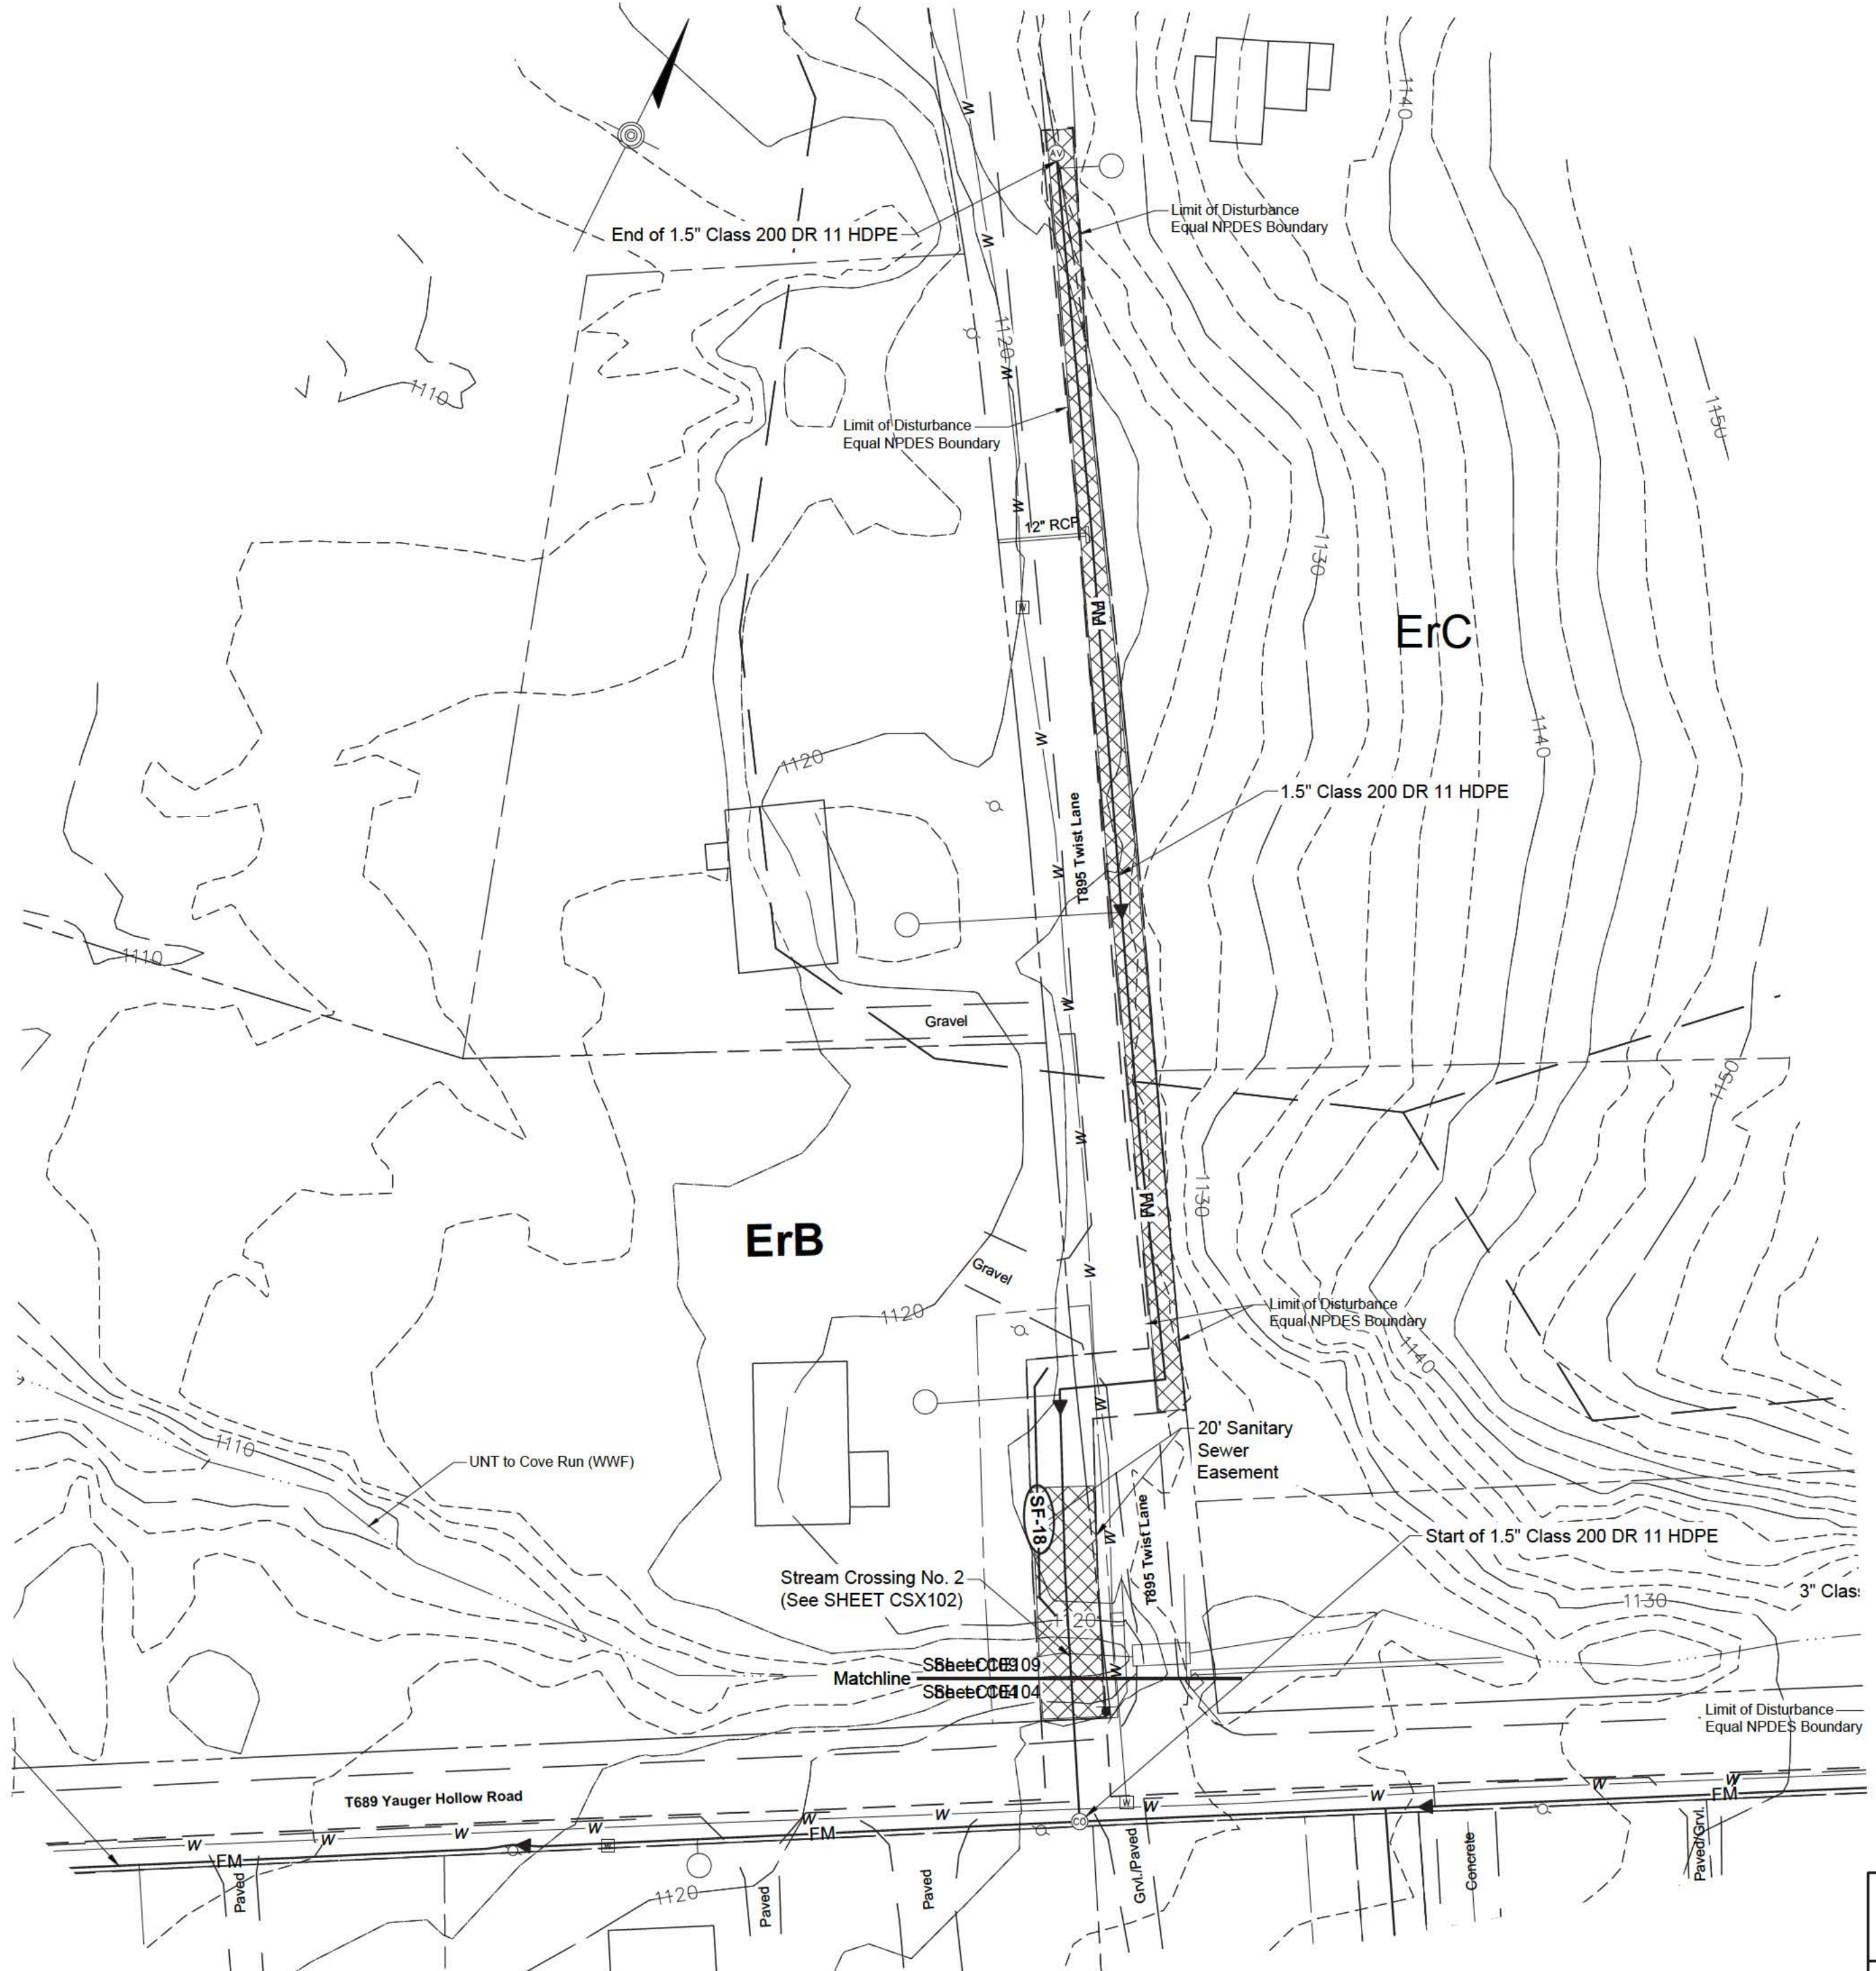 1140
AV
W
Limit of Disturbance
Equal NPDES Boundary
End of 1.5" Class 200 DR 11 HDPE
W
1120
W
1110
1150
Limit of Disturbance
Equal NPDES Boundary
W
12" RCP
1130
W
FM
ErC
W
1140
1120
1.5" Class 200 DR 11 HDPE
T895 Twist Lane
W
1110
W
Gravel
1150
W
FM
1130
ErB
Gravel
W
1120
Limit of Disturbance
Equal NPDES Boundary
1140
W
20' Sanitary
Sewer
Easement
1110
UNT to Cove Run (WWF)
SF-18
W
T895 Twist Lane
Start of 1.5" Class 200 DR 11 HDPE
Stream Crossing No. 2
(See SHEET CSX102)
3" Clas
1130
1120
W
Matchline
Limit of Disturbance
Equal NPDES Boundary
T689 Yauger Hollow Road
W
W
W
W
W
W
W
W
W
W
W
FM
FM
FM
CO
Paved
Paved
Paved
Grvl./Paved
Concrete
Paved/Grvl.
1120